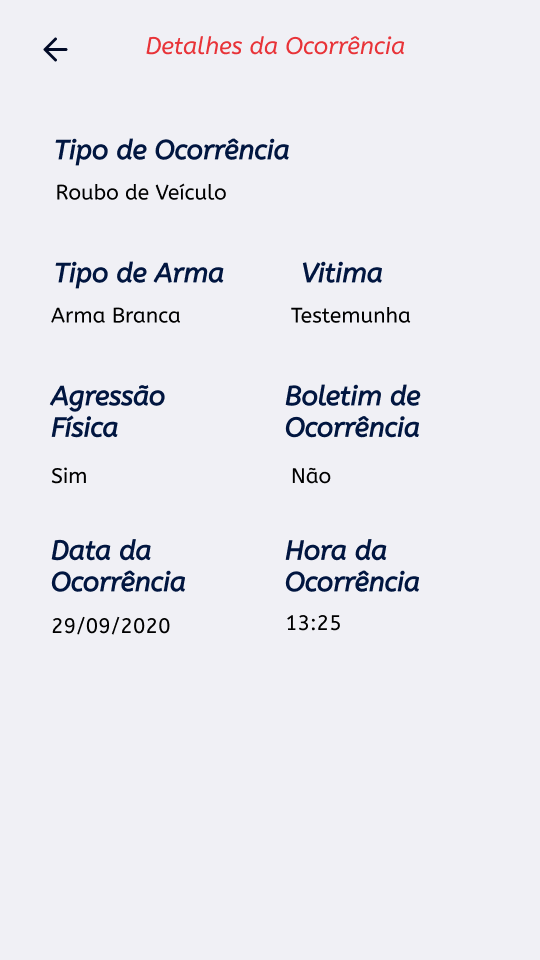 Detalhes da Ocorrência
Tipo de Ocorrência
Roubo de Veículo
Tipo de Arma
Arma Branca
Vitima
Testemunha
Agressão
Física
Sim
Boletim de
Ocorrência
Não
Data da
Ocorrência
29/09/2020
Hora da
Ocorrência
13:25